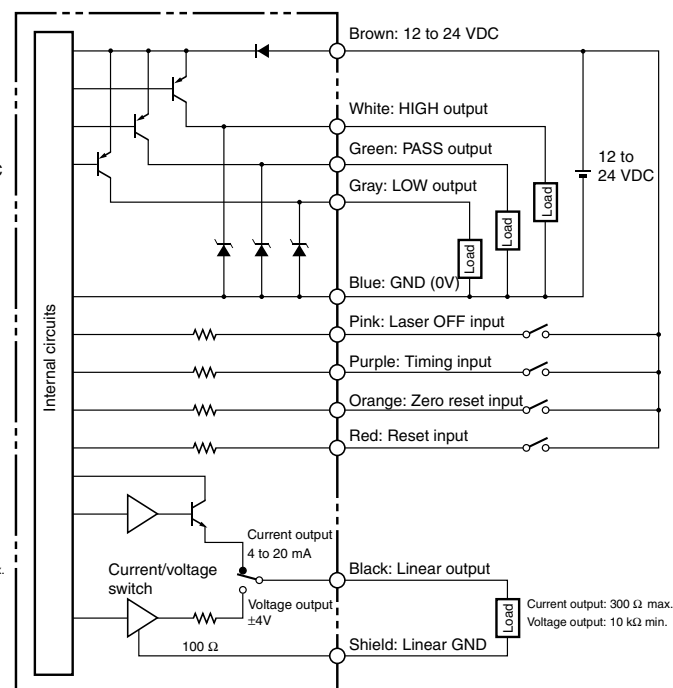 Brown: 12 to 24 VDC
White: HIGH output
Green: PASS output
12 to
24 VDC
Gray: LOW output
Load
Load
Load
Blue: GND (0V)
Pink: Laser OFF input
Internal circuits
Purple: Timing input
Orange: Zero reset input
Red: Reset input
Current output
4 to 20 mA
Current/voltage
switch
Black: Linear output
Voltage output
±4V
Load
Current output: 300 Ω max.
Voltage output: 10 kΩ min.
100 Ω
Shield: Linear GND